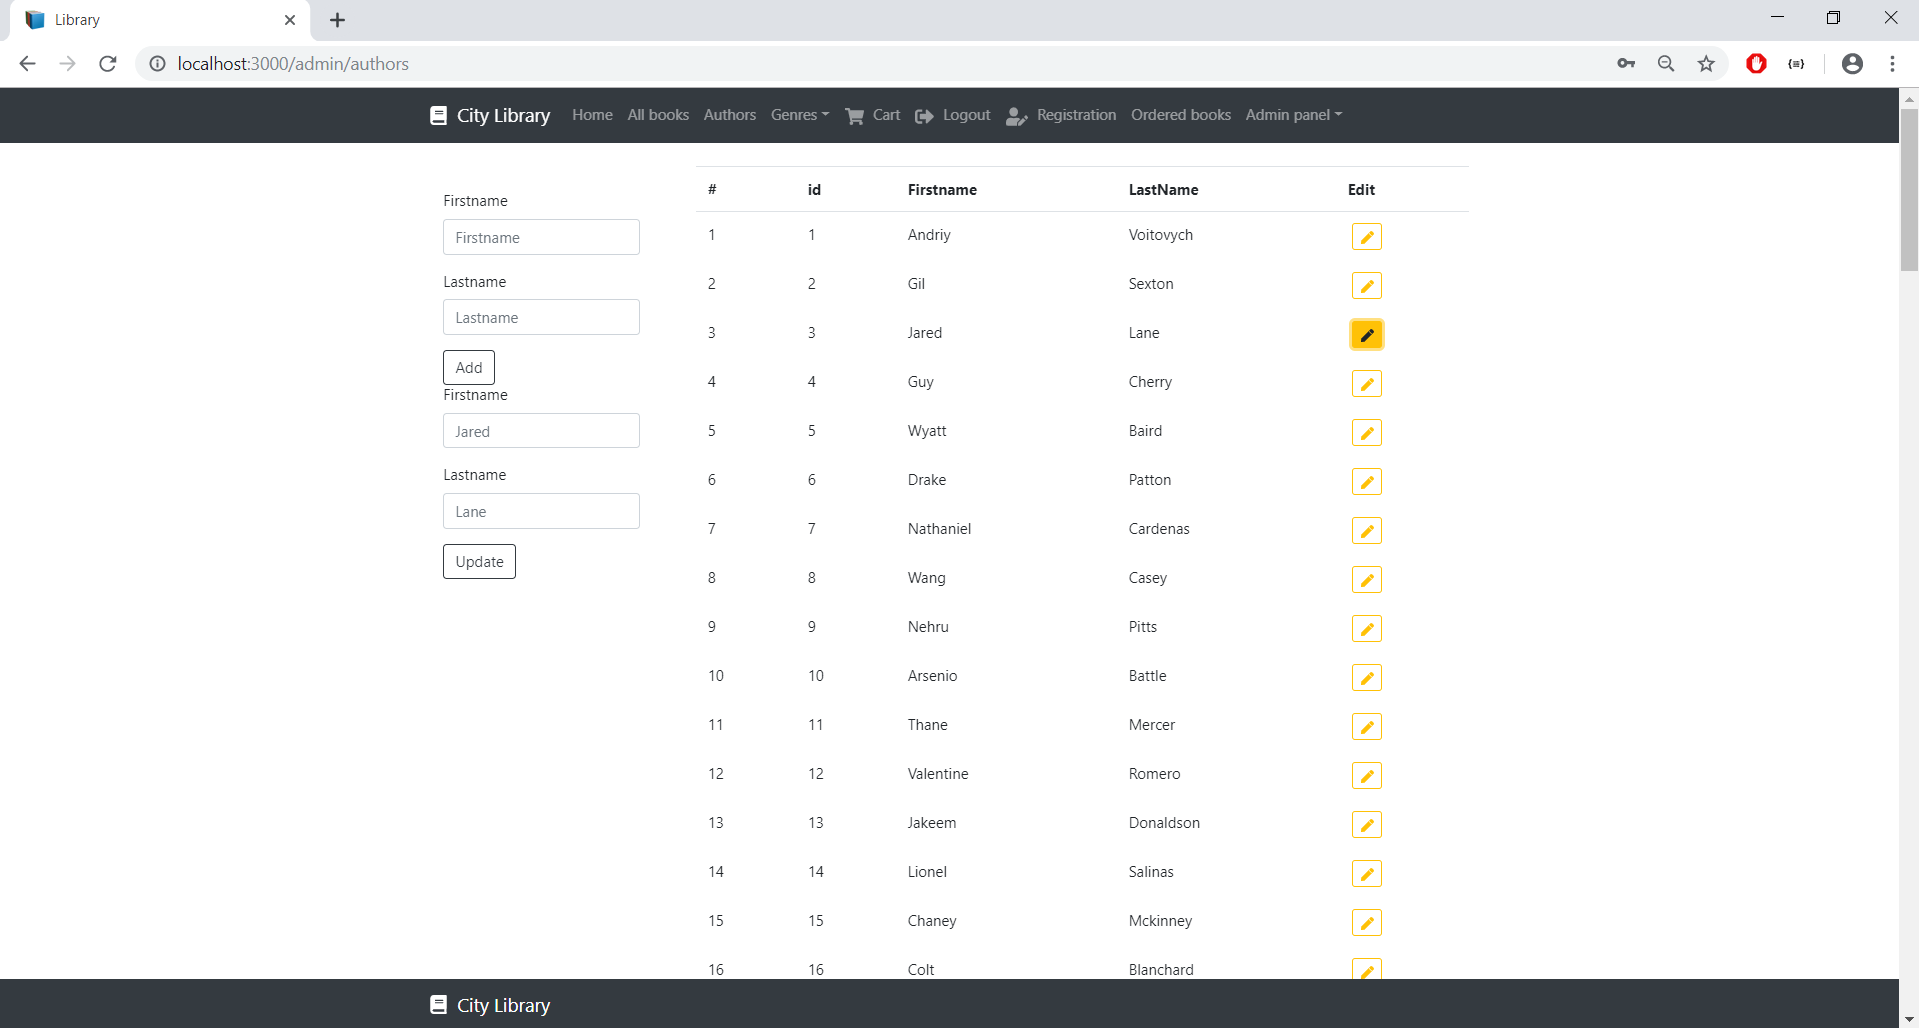 Library
localhost:3000/admin/authors
City Library Home All books Authors Genres Cart Logout Registration Ordered books Admin panel
Firstname
Firstname
Lastname
Lastname
Add
Firstname
Jared
Lastname
Lane
Update
# id Firstname LastName Edit
1 1 Andriy Voitovych
2 2 Gil Sexton
3 3 Jared Lane
4 4 Guy Cherry
5 5 Wyatt Baird
6 6 Drake Patton
7 7 Nathaniel Cardenas
8 8 Wang Casey
9 9 Nehru Pitts
10 10 Arsenio Battle
11 11 Thane Mercer
12 12 Valentine Romero
13 13 Jakeem Donaldson
14 14 Lionel Salinas
15 15 Chaney Mckinney
16 16 Colt Blanchard
City Library